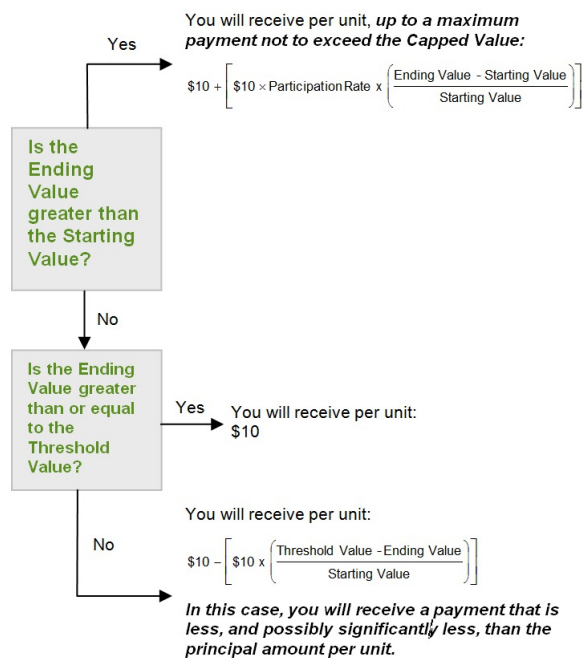 You will receive per unit, up to a maximum
Yes
payment not to exceed the Capped Value:
$10 + [$10 × Participation Rate x (Ending Value - Starting Value / Starting Value)]
Is the
Ending
Value
greater than
the Starting
Value?
No
Is the Ending
Value greater
than or equal
to the
Threshold
Value?
Yes
You will receive per unit:
$10
You will receive per unit:
No
$10 – [$10 x (Threshold Value - Ending Value / Starting Value)]
In this case, you will receive a payment that is
less, and possibly significantly less, than the
principal amount per unit.